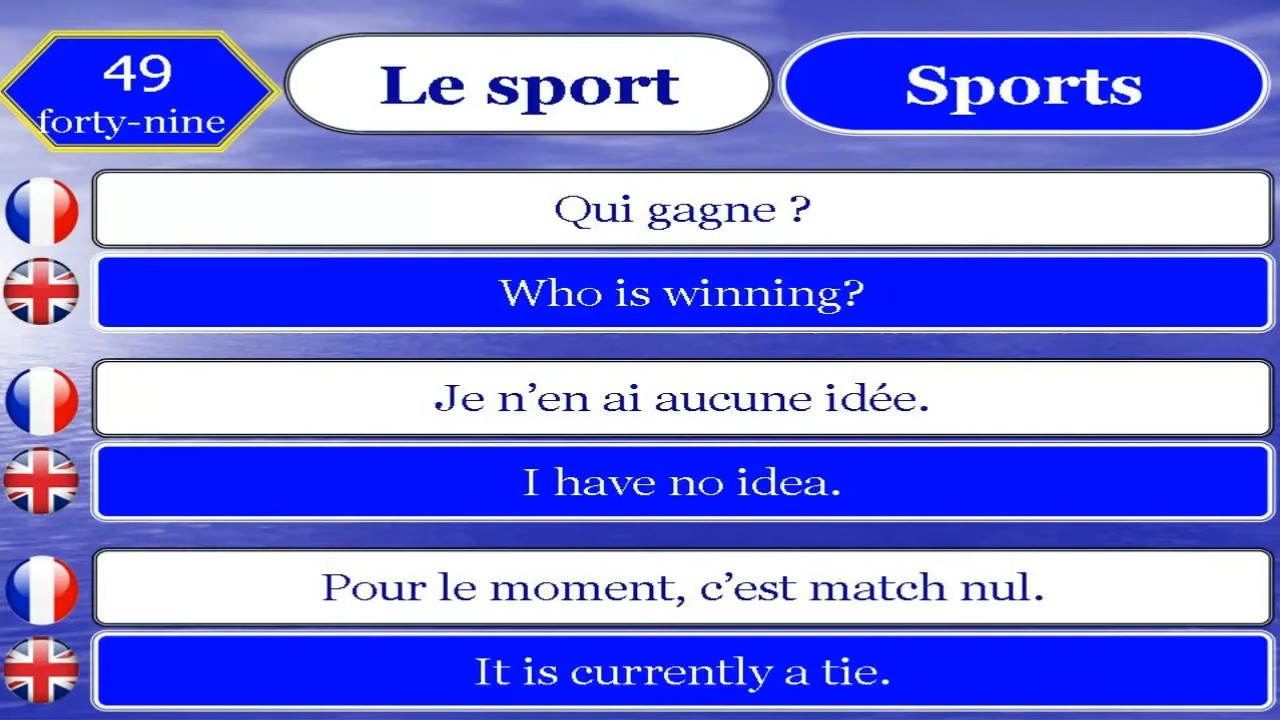 49
forty-nine
Le sport
Sports
Qui gagne ?
Who is winning?
Je n’en ai aucune idée.
I have no idea.
Pour le moment, c’est match nul.
It is currently a tie.